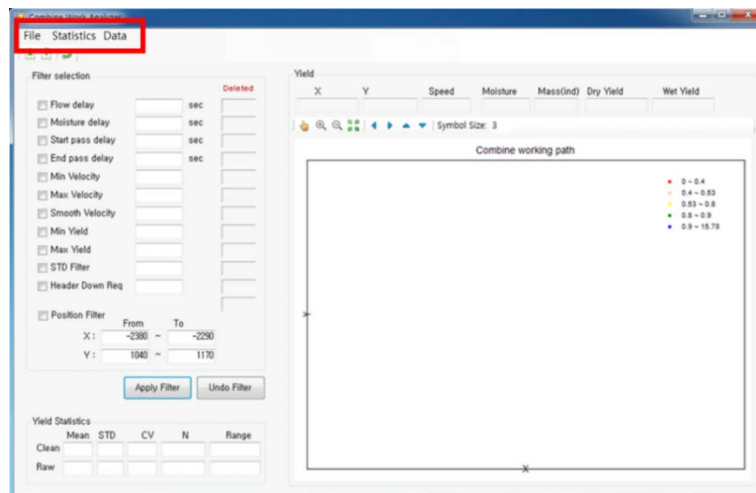 Combine Work Analyzer
File Statistics Data
Filter selection
Deleted
Flow delay sec
Moisture delay sec
Start pass delay sec
End pass delay sec
Min Velocity
Max Velocity
Smooth Velocity
Min Yield
Max Yield
STD Filter
Header Down Req
Position Filter
From To
X : -2380 ~ -2290
Y : 1040 ~ 1170
Apply Filter Undo Filter
Yield Statistics
Mean STD CV N Range
Clean
Raw
Yield
X Y Speed Moisture Mass(ind) Dry Yield Wet Yield
Symbol Size: 3
Combine working path
0 ~ 0.4
0.4 ~ 0.53
0.53 ~ 0.8
0.8 ~ 0.9
0.9 ~ 15.78
Y
X